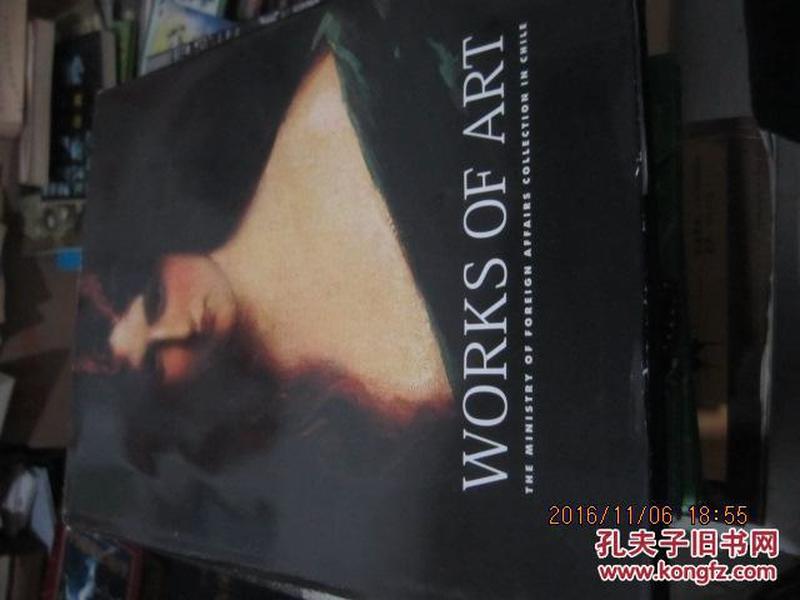 WORKS OF ART
THE MINISTRY OF FOREIGN AFFAIRS COLLECTION IN CHILE
2016/11/06 18:55
孔夫子旧书网
www.kongfz.com